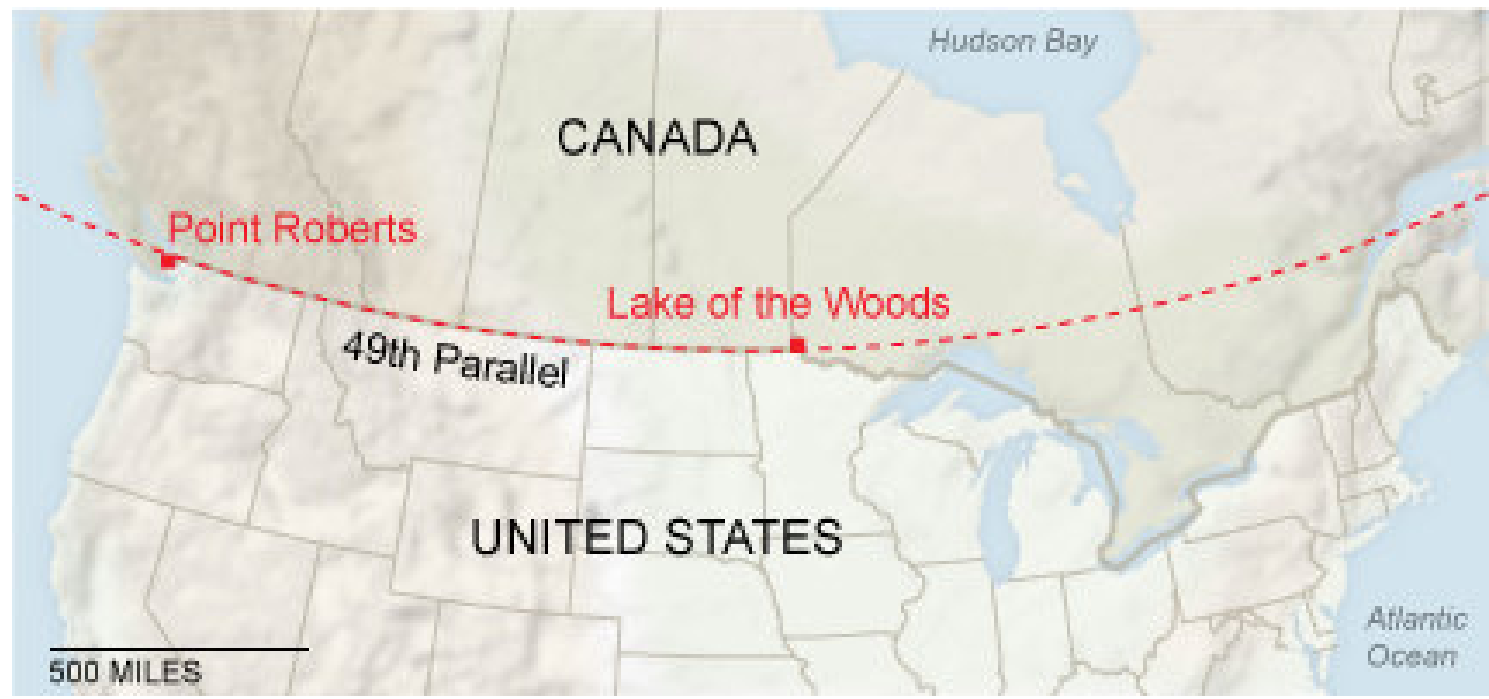 Hudson Bay
CANADA
Point Roberts
Lake of the Woods
49th Parallel
UNITED STATES
Atlantic
Ocean
500 MILES